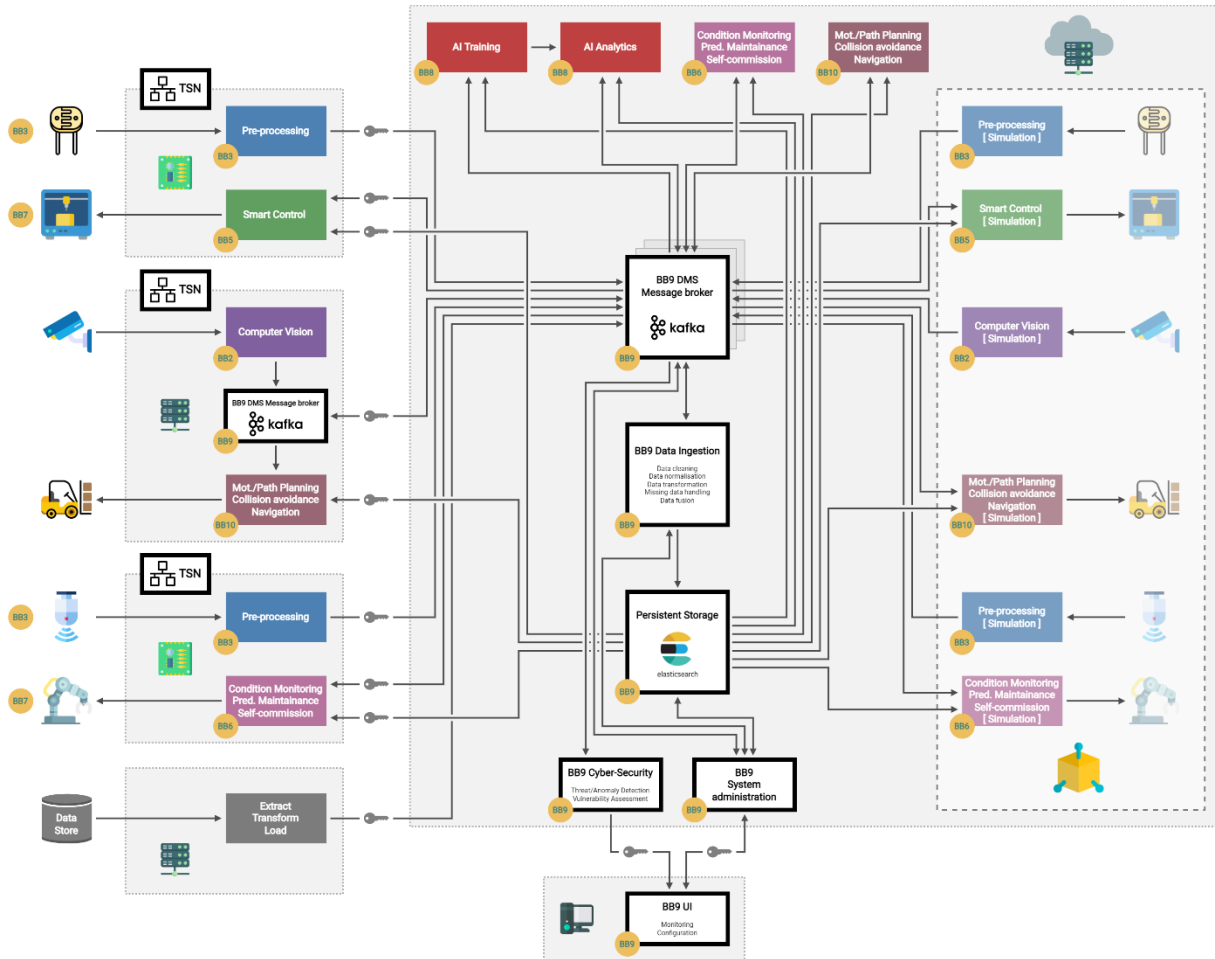 AI Training
BB8
AI Analytics
BB8
Condition Monitoring
Pred. Maintainance
Self-commission
BB6
Mot./Path Planning
Collision avoidance
Navigation
BB10
TSN
BB3
Pre-processing
BB3
BB7
Smart Control
BB5
TSN
Computer Vision
BB2
BB9 DMS Message broker
kafka
BB9
Mot./Path Planning
Collision avoidance
Navigation
BB10
TSN
BB3
Pre-processing
BB3
BB7
Condition Monitoring
Pred. Maintainance
Self-commission
BB6
Data
Store
Extract
Transform
Load
BB9 DMS
Message broker
kafka
BB9
BB9 Data Ingestion
Data cleaning
Data normalisation
Data transformation
Missing data handling
Data fusion
BB9
Persistent Storage
elasticsearch
BB9
BB9 Cyber-Security
Threat/Anomaly Detection
Vulnerability Assessment
BB9
BB9
System
administration
BB9
BB9 UI
Monitoring
Configuration
BB9
Pre-processing
[ Simulation ]
BB3
Smart Control
[ Simulation ]
BB5
Computer Vision
[ Simulation ]
BB2
Mot./Path Planning
Collision avoidance
Navigation
[ Simulation ]
BB10
Pre-processing
[ Simulation ]
BB3
Condition Monitoring
Pred. Maintainance
Self-commission
[ Simulation ]
BB6